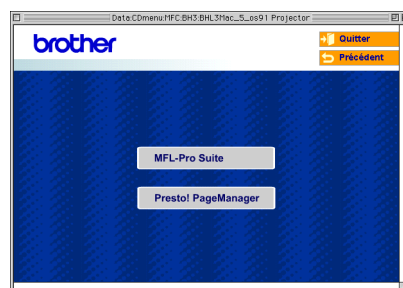 Data:CDmenu:MFC:BH3:BHL3Mac_5_os91 Projector
brother
Quitter
Précédent
MFL-Pro Suite
Presto! PageManager